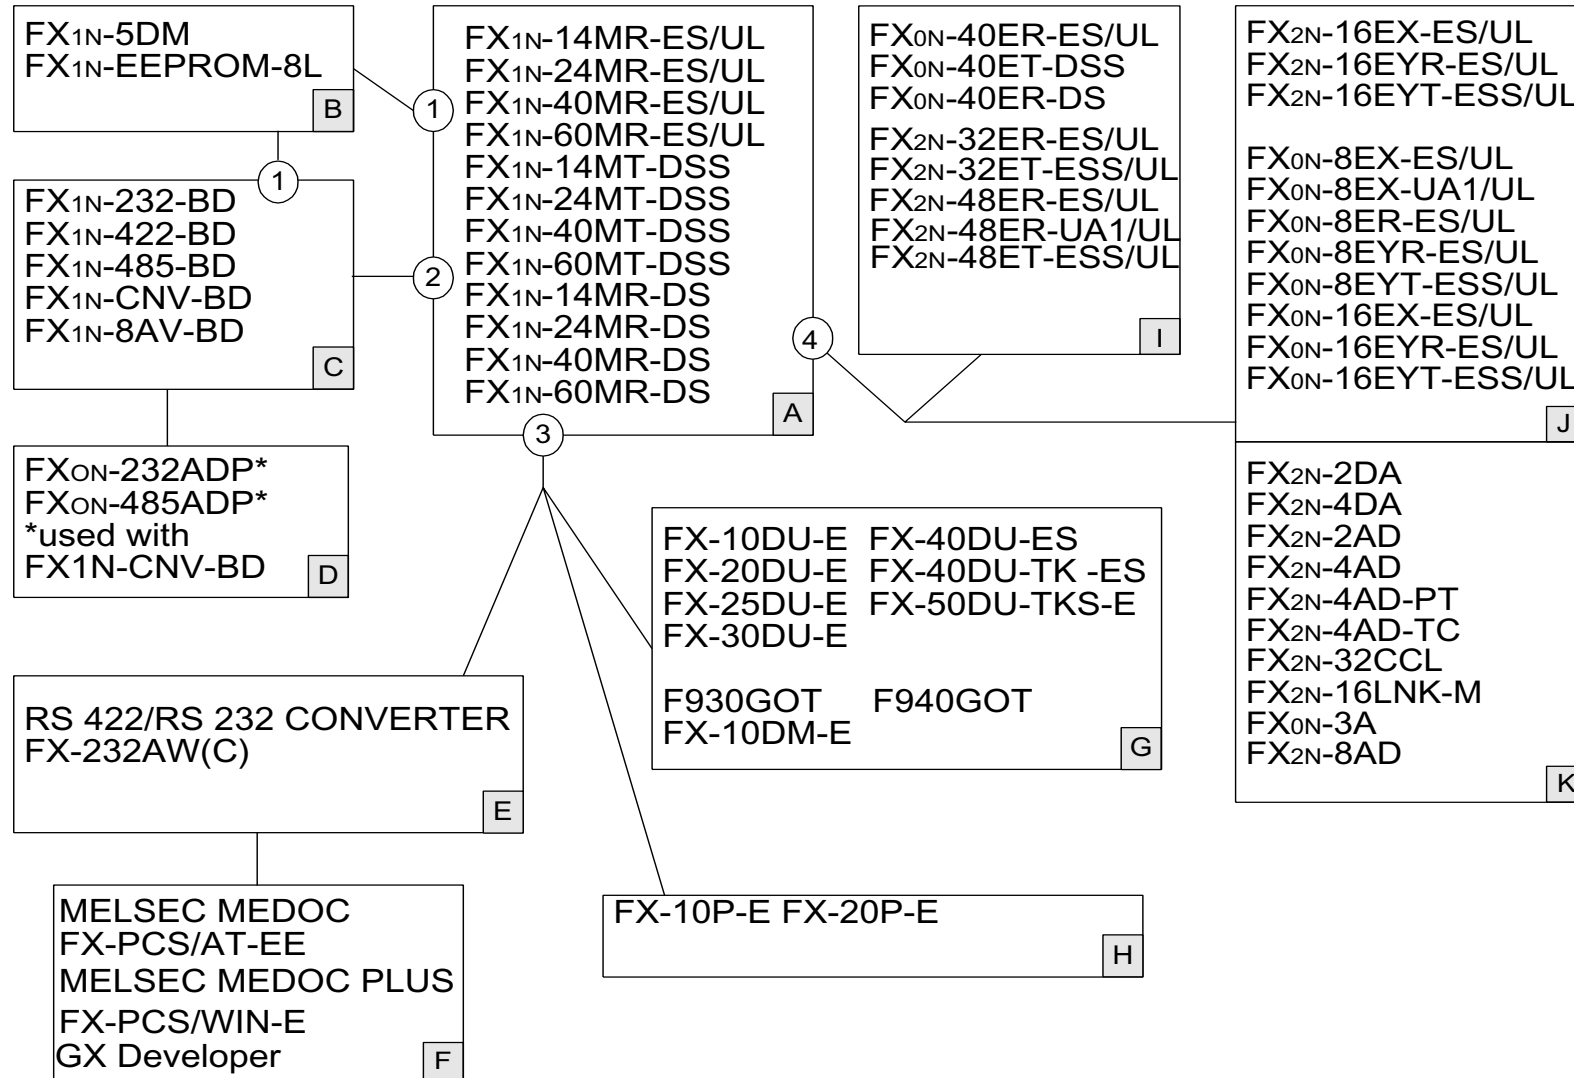 FX1N-5DM
FX1N-EEPROM-8L
B
1
1
FX1N-232-BD
FX1N-422-BD
FX1N-485-BD
FX1N-CNV-BD
FX1N-8AV-BD
C
2
FXON-232ADP*
FXON-485ADP*
*used with
FX1N-CNV-BD
D
FX1N-14MR-ES/UL
FX1N-24MR-ES/UL
FX1N-40MR-ES/UL
FX1N-60MR-ES/UL
FX1N-14MT-DSS
FX1N-24MT-DSS
FX1N-40MT-DSS
FX1N-60MT-DSS
FX1N-14MR-DS
FX1N-24MR-DS
FX1N-40MR-DS
FX1N-60MR-DS
A
3
4
FX0N-40ER-ES/UL
FX0N-40ET-DSS
FX0N-40ER-DS
FX2N-32ER-ES/UL
FX2N-32ET-ESS/UL
FX2N-48ER-ES/UL
FX2N-48ER-UA1/UL
FX2N-48ET-ESS/UL
I
FX2N-16EX-ES/UL
FX2N-16EYR-ES/UL
FX2N-16EYT-ESS/UL
FX0N-8EX-ES/UL
FX0N-8EX-UA1/UL
FX0N-8ER-ES/UL
FX0N-8EYR-ES/UL
FX0N-8EYT-ESS/UL
FX0N-16EX-ES/UL
FX0N-16EYR-ES/UL
FX0N-16EYT-ESS/UL
J
FX2N-2DA
FX2N-4DA
FX2N-2AD
FX2N-4AD
FX2N-4AD-PT
FX2N-4AD-TC
FX2N-32CCL
FX2N-16LNK-M
FX0N-3A
FX2N-8AD
K
FX-10DU-E FX-40DU-ES
FX-20DU-E FX-40DU-TK -ES
FX-25DU-E FX-50DU-TKS-E
FX-30DU-E
F930GOT F940GOT
FX-10DM-E
G
RS 422/RS 232 CONVERTER
FX-232AW(C)
E
MELSEC MEDOC
FX-PCS/AT-EE
MELSEC MEDOC PLUS
FX-PCS/WIN-E
GX Developer
F
FX-10P-E FX-20P-E
H